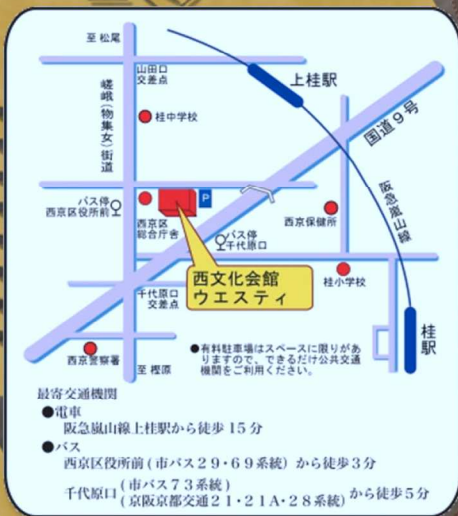 至 松尾
山田口
交差点
上桂駅
嵯峨(物集女)街道
桂中学校
国道9号
阪急嵐山線
P
バス停
西京区役所前
西京区
総合庁舎
西京保健所
バス停
千代原口
西文化会館
ウエスティ
桂小学校
千代原口
交差点
桂駅
西京警察署
至 樫原
●有料駐車場はスペースに限りがあ
りますので、できるだけ公共交通
機関をご利用ください。
最寄交通機関
●電車
阪急嵐山線上桂駅から徒歩 15 分
●バス
西京区役所前(市バス29・69系統) から徒歩3分
千代原口(市バス73系統)
(京阪京都交通21・21A・28系統)から徒歩5分